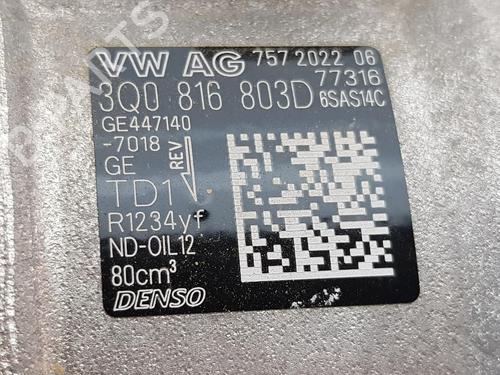 VW AG 757 2022 06
77316
3Q0 816 803D 6SAS14C
GE447140
-7018
GE REV
TD1
R1234yf
ND-OIL12
80cm³
DENSO